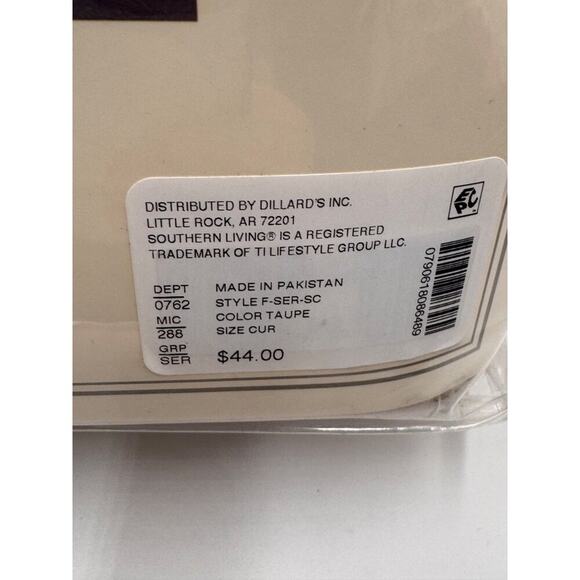 DISTRIBUTED BY DILLARD'S INC.
LITTLE ROCK, AR 72201
SOUTHERN LIVING® IS A REGISTERED
TRADEMARK OF TI LIFESTYLE GROUP LLC.
EPC
DEPT
0762
MIC
288
GRP
SER
MADE IN PAKISTAN
STYLE F-SER-SC
COLOR TAUPE
SIZE CUR
$44.00
0790618086489